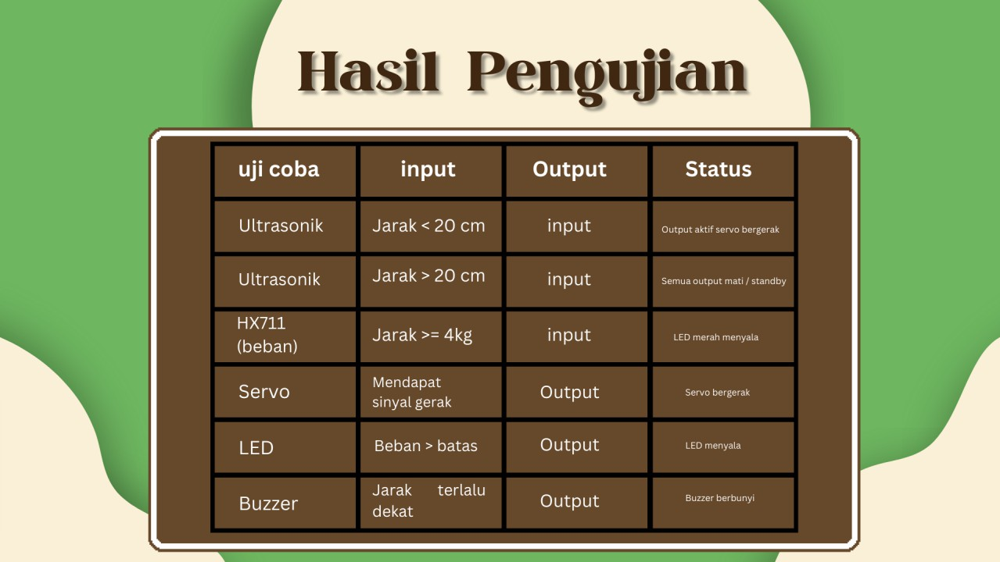 Hasil Pengujian
uji coba input Output Status
Ultrasonik Jarak < 20 cm input Output aktif servo bergerak
Ultrasonik Jarak > 20 cm input Semua output mati / standby
HX711
(beban) Jarak >= 4kg input LED merah menyala
Servo Mendapat
sinyal gerak Output Servo bergerak
LED Beban > batas Output LED menyala
Buzzer Jarak terlalu
dekat Output Buzzer berbunyi